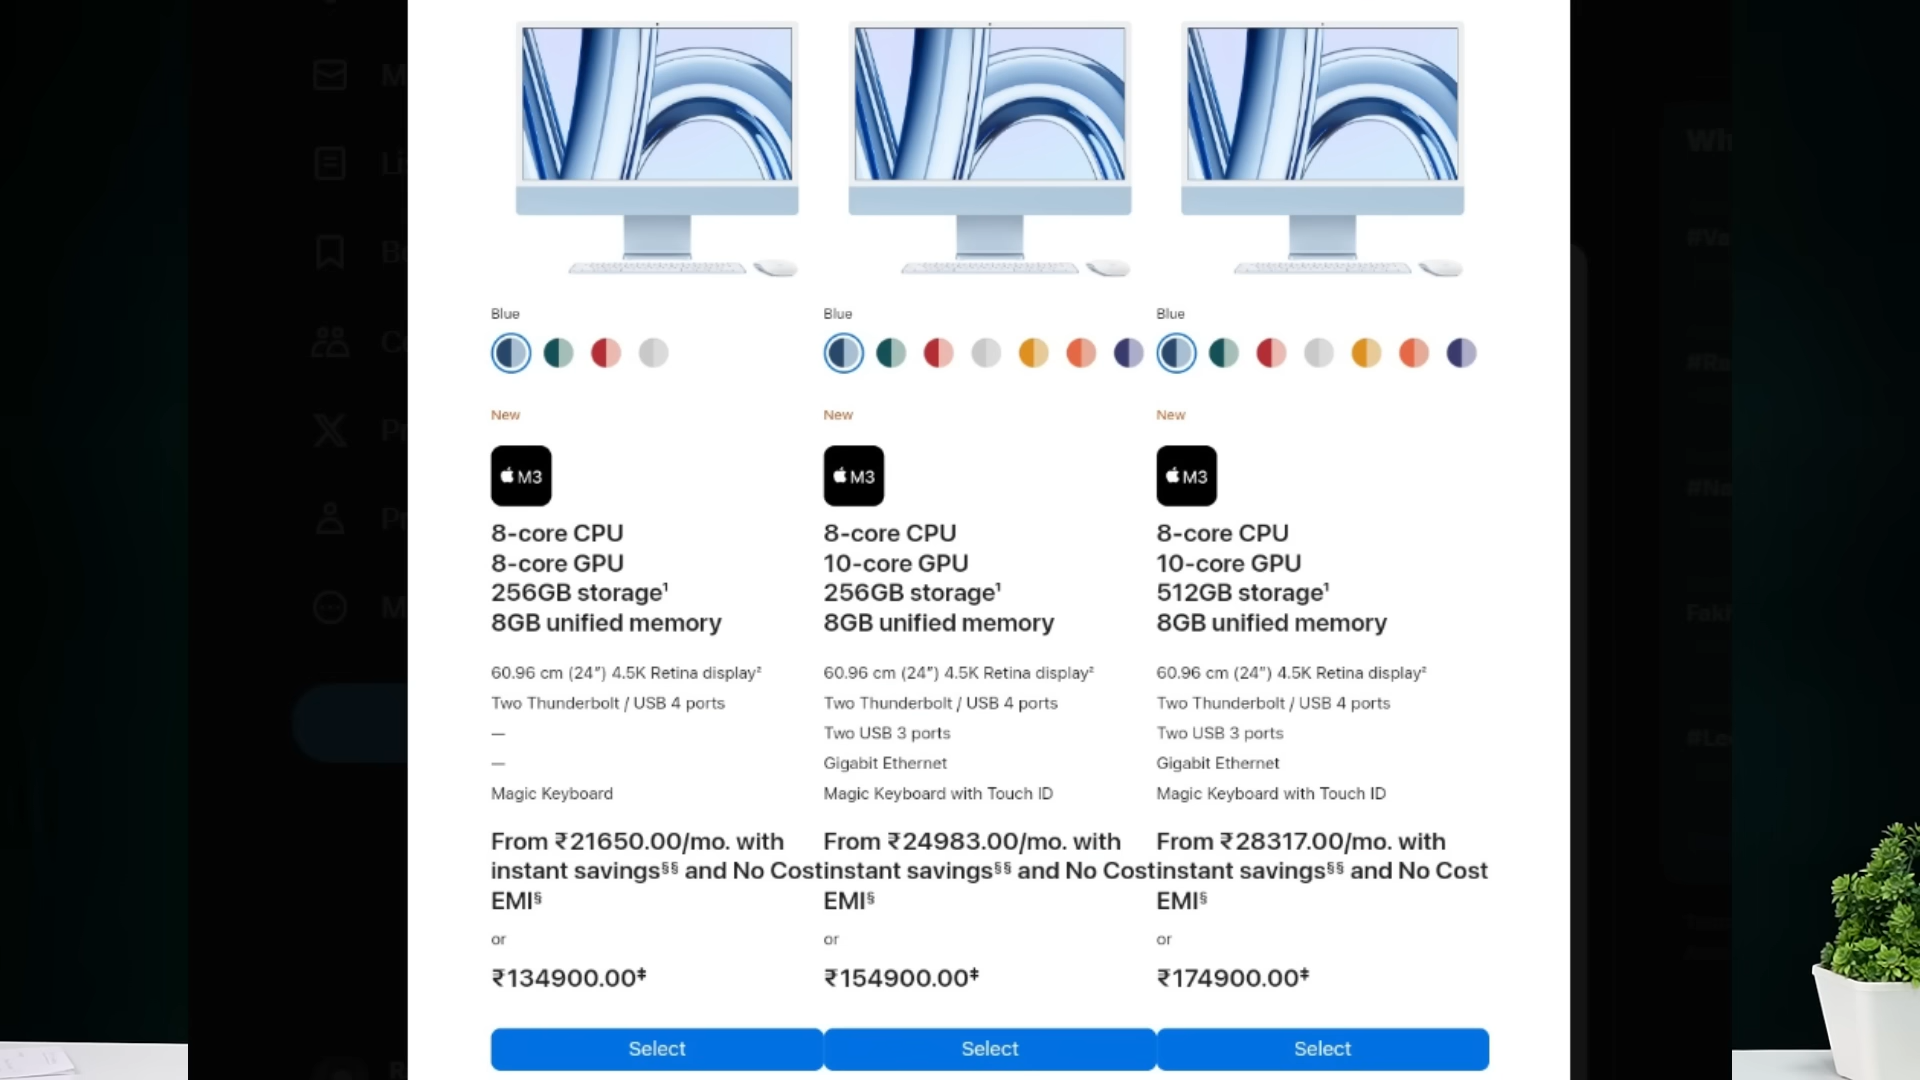 Blue
New
M3
8-core CPU
8-core GPU
256GB storage¹
8GB unified memory
60.96 cm (24″) 4.5K Retina display²
Two Thunderbolt / USB 4 ports
—
—
Magic Keyboard
From ₹21650.00/mo. with
instant savings§§ and No Cost
EMI§
or
₹134900.00‡
Select
Blue
New
M3
8-core CPU
10-core GPU
256GB storage¹
8GB unified memory
60.96 cm (24″) 4.5K Retina display²
Two Thunderbolt / USB 4 ports
Two USB 3 ports
Gigabit Ethernet
Magic Keyboard with Touch ID
From ₹24983.00/mo. with
instant savings§§ and No Cost
EMI§
or
₹154900.00‡
Select
Blue
New
M3
8-core CPU
10-core GPU
512GB storage¹
8GB unified memory
60.96 cm (24″) 4.5K Retina display²
Two Thunderbolt / USB 4 ports
Two USB 3 ports
Gigabit Ethernet
Magic Keyboard with Touch ID
From ₹28317.00/mo. with
instant savings§§ and No Cost
EMI§
or
₹174900.00‡
Select